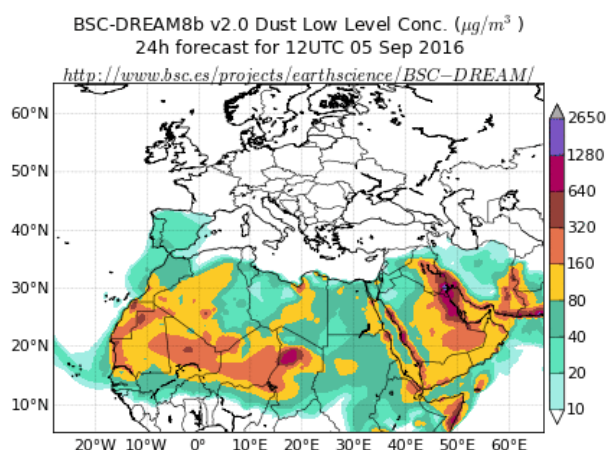 BSC-DREAM8b v2.0 Dust Low Level Conc. (μg/m³ )
24h forecast for 12UTC 05 Sep 2016
http://www.bsc.es/projects/earthscience/BSC−DREAM/
60°N
50°N
40°N
30°N
20°N
10°N
20°W 10°W 0° 10°E 20°E 30°E 40°E 50°E 60°E
2650
1280
640
320
160
80
40
20
10